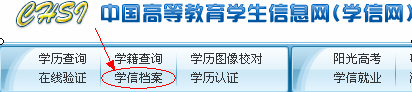 CHSI 中国高等教育学生信息网(学信网)
学历查询 学籍查询 学历图像校对 阳光高考
在线验证 学信档案 学历认证 学信就业